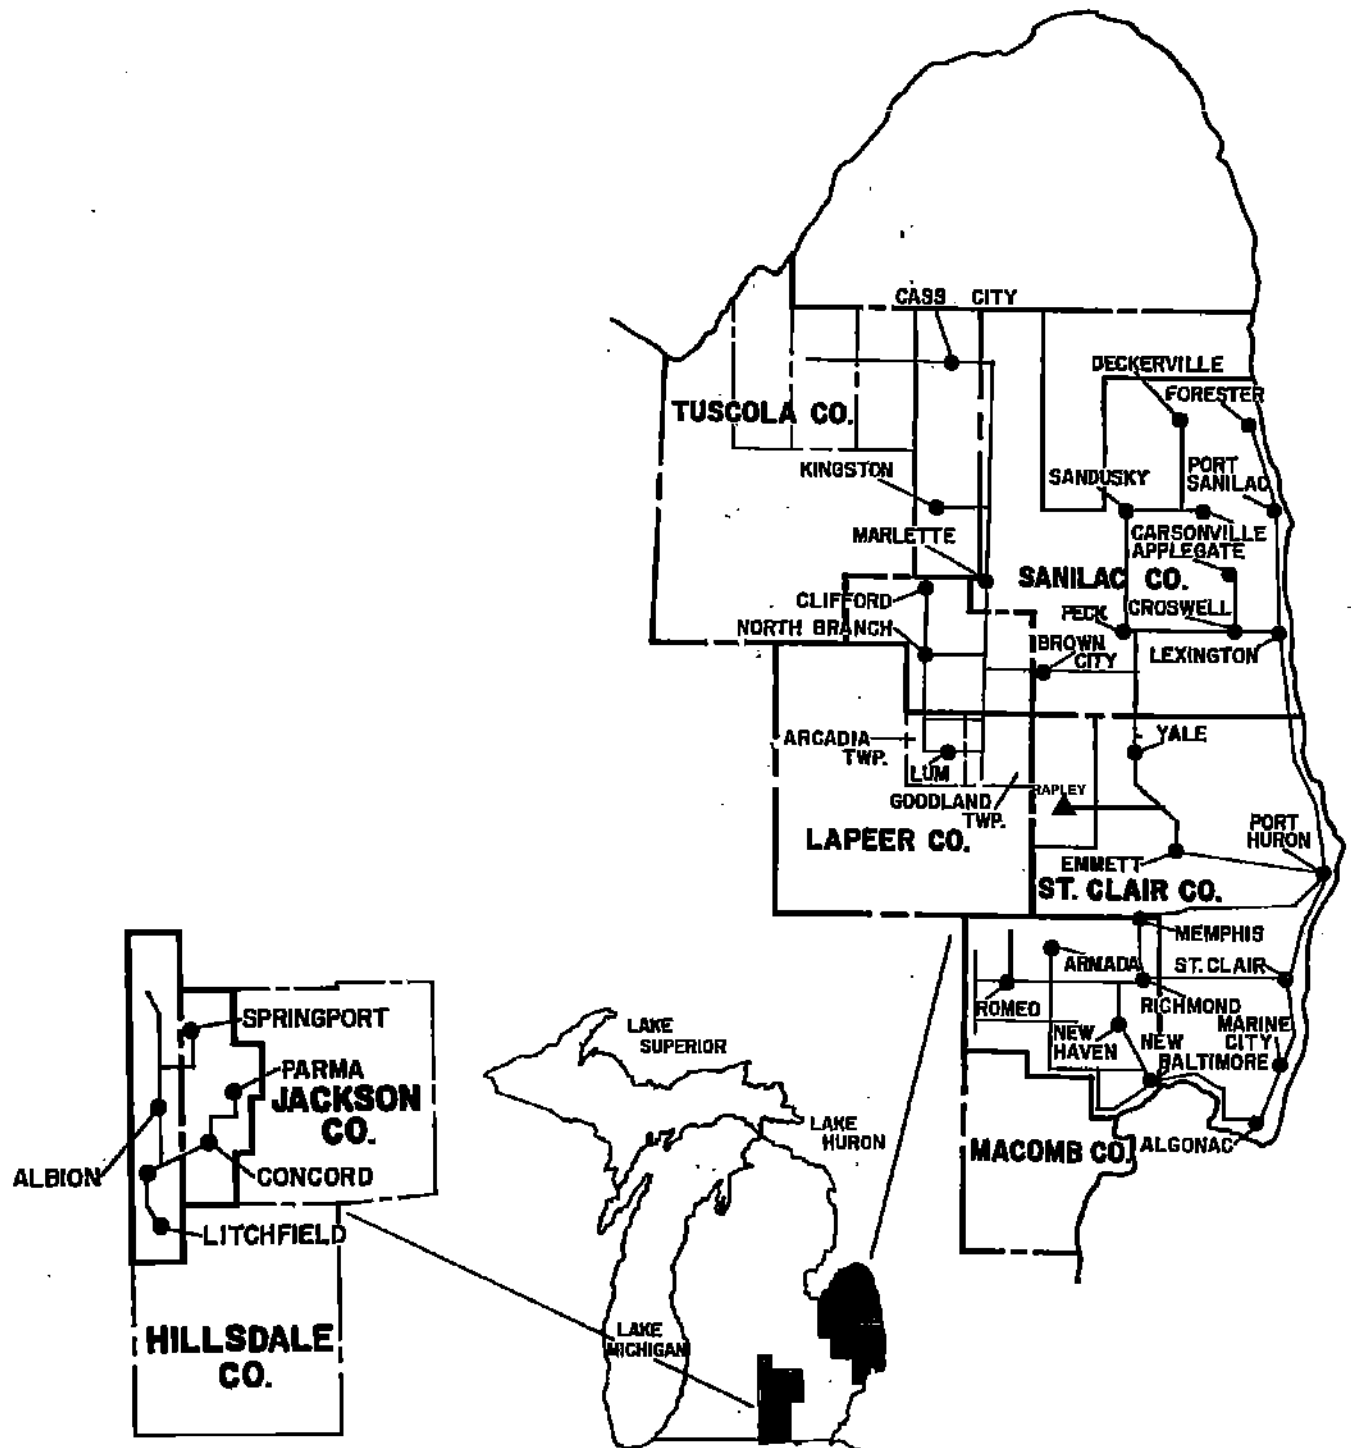 CASS CITY
DECKERVILLE
FORESTER
TUSCOLA CO.
KINGSTON
SANDUSKY
PORT
SANILAC
MARLETTE
CARSONVILLE
APPLEGATE
SANILAC CO.
CLIFFORD
PECK
CROSWELL
NORTH BRANCH
BROWN
CITY
LEXINGTON
ARCADIA
TWP.
YALE
LUM
GOODLAND
TWP.
RAPLEY
LAPEER CO.
PORT
HURON
EMMETT
ST. CLAIR CO.
MEMPHIS
ARMADA
ST. CLAIR
ROMEO
RICHMOND
NEW
HAVEN
NEW
BALTIMORE
MARINE
CITY
MACOMB CO.
ALGONAC
SPRINGPORT
PARMA
JACKSON
CO.
ALBION
CONCORD
LITCHFIELD
HILLSDALE
CO.
LAKE
SUPERIOR
LAKE
HURON
LAKE
MICHIGAN